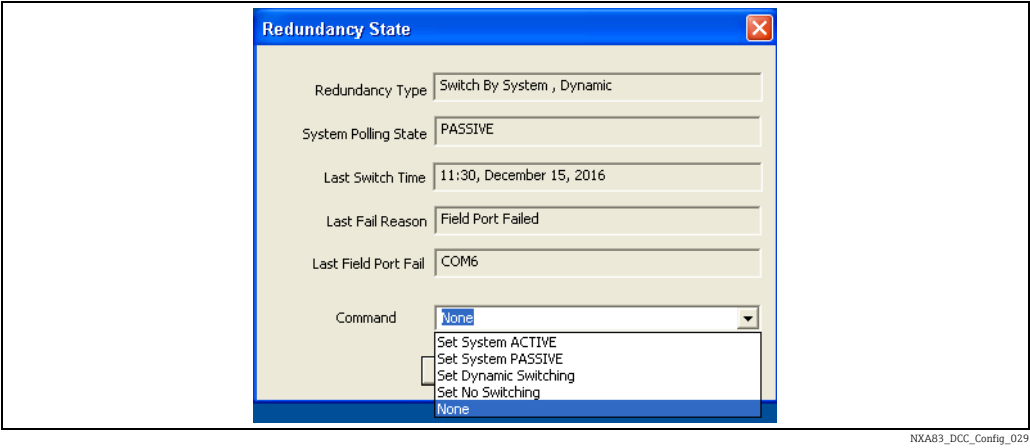 Redundancy State
Redundancy Type Switch By System , Dynamic
System Polling State PASSIVE
Last Switch Time 11:30, December 15, 2016
Last Fail Reason Field Port Failed
Last Field Port Fail COM6
Command None
Set System ACTIVE
Set System PASSIVE
Set Dynamic Switching
Set No Switching
None
NXA83_DCC_Config_029